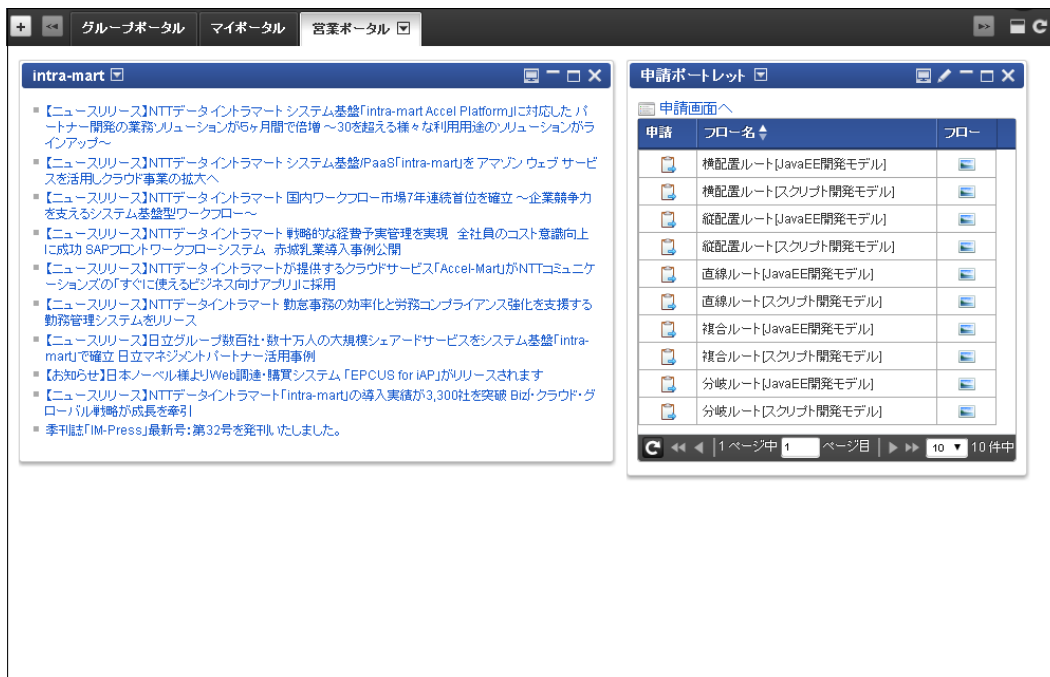 グループポータル マイポータル 営業ポータル
intra-mart
【ニュースリリース】NTTデータイントラマート システム基盤「intra-mart Accel Platform」に対応した パ
ートナー開発の業務ソリューションが5ヶ月間で倍増 ～30を超える様々な利用用途のソリューションがラ
インアップ～
【ニュースリリース】NTTデータイントラマート システム基盤/PaaS「intra-mart」を アマゾン ウェブ サービ
スを活用しクラウド事業の拡大へ
【ニュースリリース】NTTデータイントラマート 国内ワークフロー市場7年連続首位を確立 ～企業競争力
を支えるシステム基盤型ワークフロー～
【ニュースリリース】NTTデータイントラマート 戦略的な経費予実管理を実現 全社員のコスト意識向上
に成功 SAPフロントワークフローシステム 赤城乳業導入事例公開
【ニュースリリース】NTTデータイントラマートが提供するクラウドサービス「Accel-Mart」がNTTコミュニケ
ーションズの「すぐに使えるビジネス向けアプリ」に採用
【ニュースリリース】NTTデータイントラマート 勤怠事務の効率化と労務コンプライアンス強化を支援する
勤務管理システムをリリース
【ニュースリリース】日立グループ数百社・数十万人の大規模シェアードサービスをシステム基盤「intra-
mart」で確立 日立マネジメントパートナー活用事例
【お知らせ】日本ノーベル様よりWeb調達・購買システム 「EPCUS for iAP」がリリースされます
【ニュースリリース】NTTデータイントラマート「intra-mart」の導入実績が3,300社を突破 Biz∫・クラウド・グ
ローバル戦略が成長を牽引
季刊誌「IM-Press」最新号：第32号を発刊いたしました。
申請ポートレット
申請画面へ
申請 フロー名 フロー
横配置ルート[JavaEE開発モデル]
横配置ルート[スクリプト開発モデル]
縦配置ルート[JavaEE開発モデル]
縦配置ルート[スクリプト開発モデル]
直線ルート[JavaEE開発モデル]
直線ルート[スクリプト開発モデル]
複合ルート[JavaEE開発モデル]
複合ルート[スクリプト開発モデル]
分岐ルート[JavaEE開発モデル]
分岐ルート[スクリプト開発モデル]
1 ページ中 1 ページ目 10 10 件中